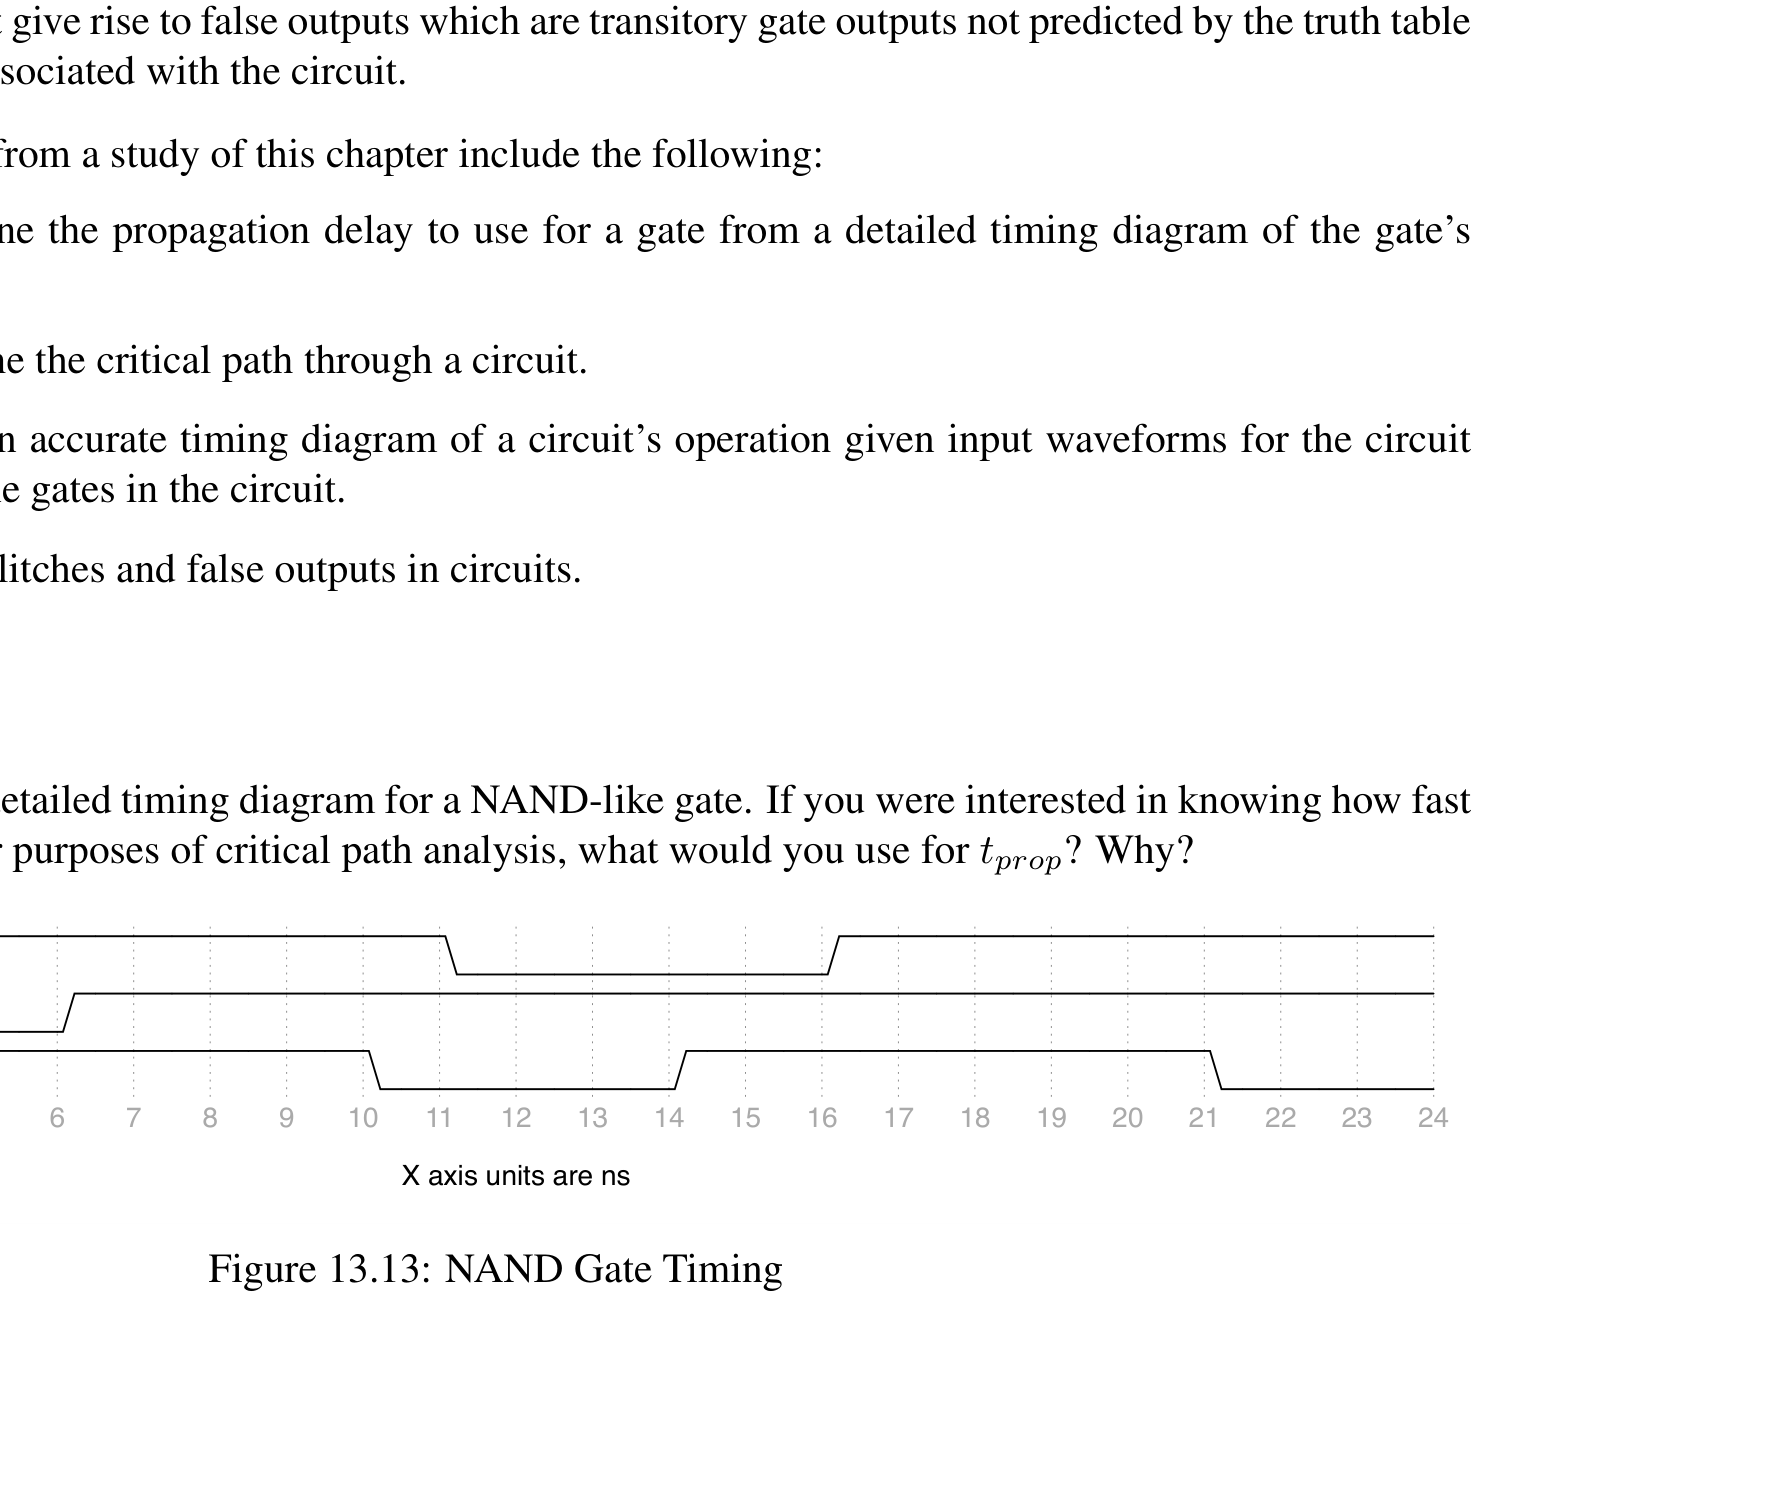 give rise to false outputs which are transitory gate outputs not predicted by the truth table
sociated with the circuit.
from a study of this chapter include the following:
ne the propagation delay to use for a gate from a detailed timing diagram of the gate’s
ne the critical path through a circuit.
n accurate timing diagram of a circuit’s operation given input waveforms for the circuit
e gates in the circuit.
litches and false outputs in circuits.
etailed timing diagram for a NAND-like gate. If you were interested in knowing how fast
r purposes of critical path analysis, what would you use for t_prop? Why?
6 7 8 9 10 11 12 13 14 15 16 17 18 19 20 21 22 23 24
X axis units are ns
Figure 13.13: NAND Gate Timing